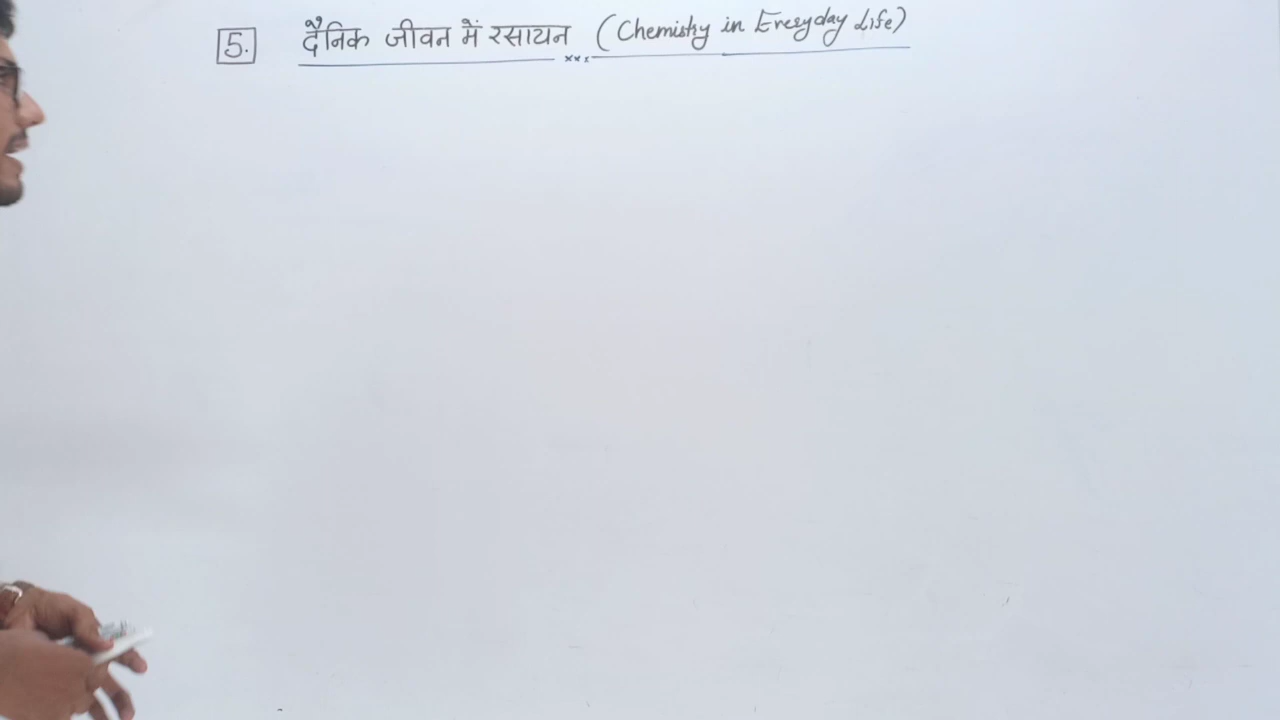 5. दैनिक जीवन में रसायन (Chemistry in Everyday Life)